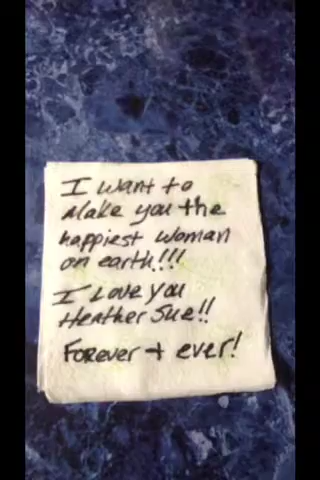 I want to
make you the
happiest woman
on earth!!!
I Love you
Heather Sue!!
Forever + ever!